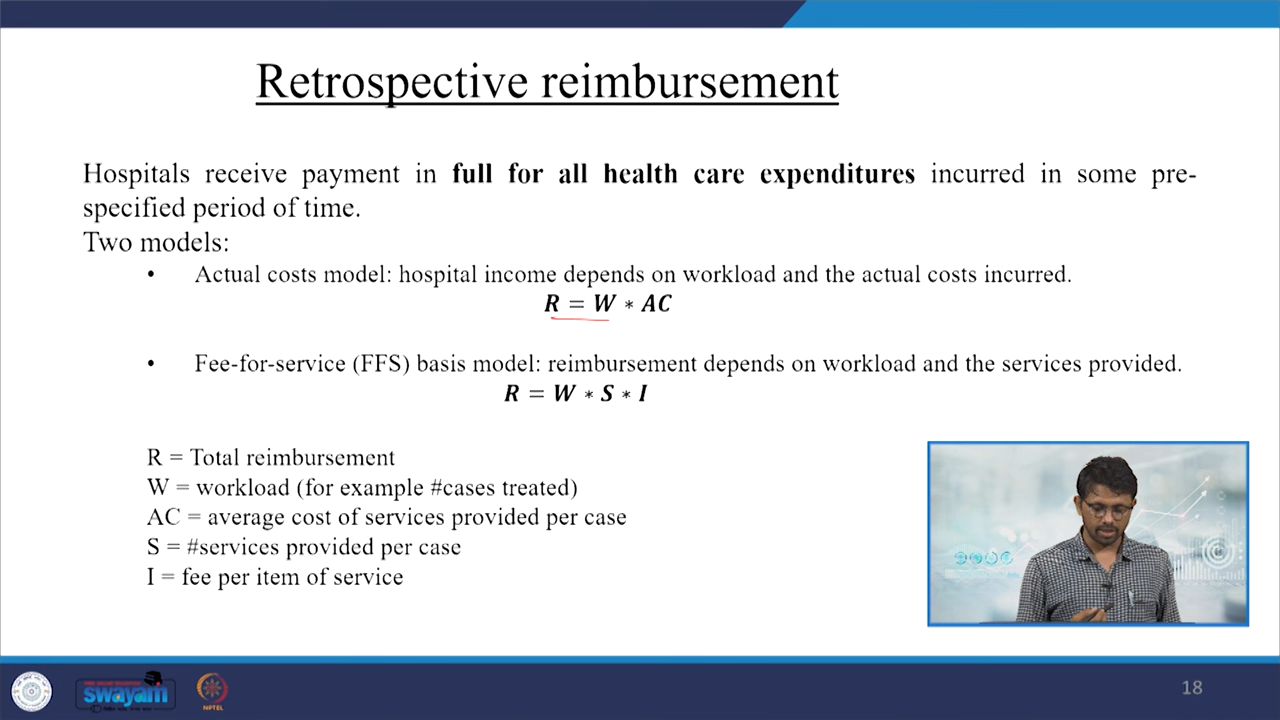 Retrospective reimbursement
Hospitals receive payment in full for all health care expenditures incurred in some pre-
specified period of time.
Two models:
• Actual costs model: hospital income depends on workload and the actual costs incurred.
R = W * AC
• Fee-for-service (FFS) basis model: reimbursement depends on workload and the services provided.
R = W * S * I
R = Total reimbursement
W = workload (for example #cases treated)
AC = average cost of services provided per case
S = #services provided per case
I = fee per item of service
swayam
NPTEL
18